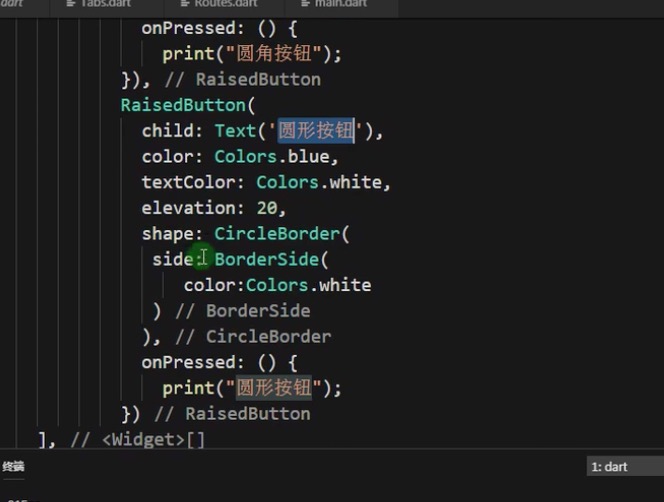 dart Tabs.dart Routes.dart main.dart
onPressed: () {
print("圆角按钮");
}), // RaisedButton
RaisedButton(
child: Text('圆形按钮'),
color: Colors.blue,
textColor: Colors.white,
elevation: 20,
shape: CircleBorder(
side: BorderSide(
color:Colors.white
) // BorderSide
), // CircleBorder
onPressed: () {
print("圆形按钮");
}) // RaisedButton
], // <Widget>[]
终端 1: dart